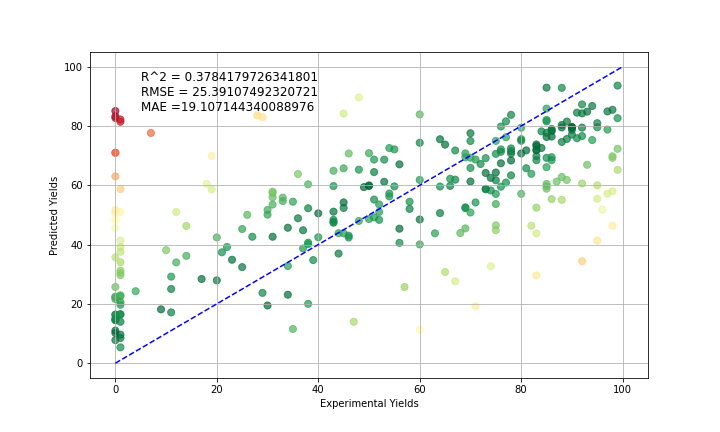 R^2 = 0.3784179726341801
RMSE = 25.39107492320721
MAE =19.107144340088976
100
80
60
40
20
0
Predicted Yields
0 20 40 60 80 100
Experimental Yields